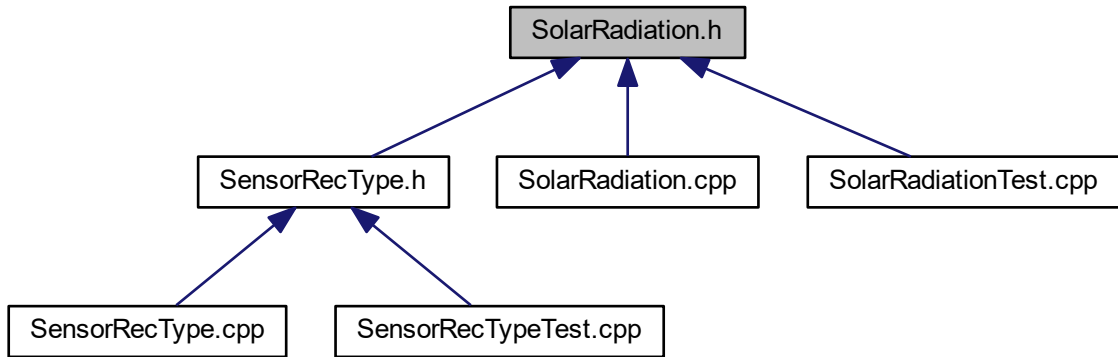 SolarRadiation.h
SensorRecType.h
SolarRadiation.cpp
SolarRadiationTest.cpp
SensorRecType.cpp
SensorRecTypeTest.cpp